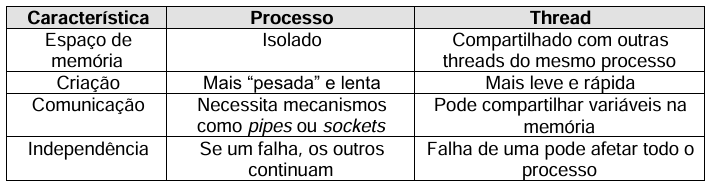 Característica Processo Thread
Espaço de memória Isolado Compartilhado com outras threads do mesmo processo
Criação Mais “pesada” e lenta Mais leve e rápida
Comunicação Necessita mecanismos como pipes ou sockets Pode compartilhar variáveis na memória
Independência Se um falha, os outros continuam Falha de uma pode afetar todo o processo